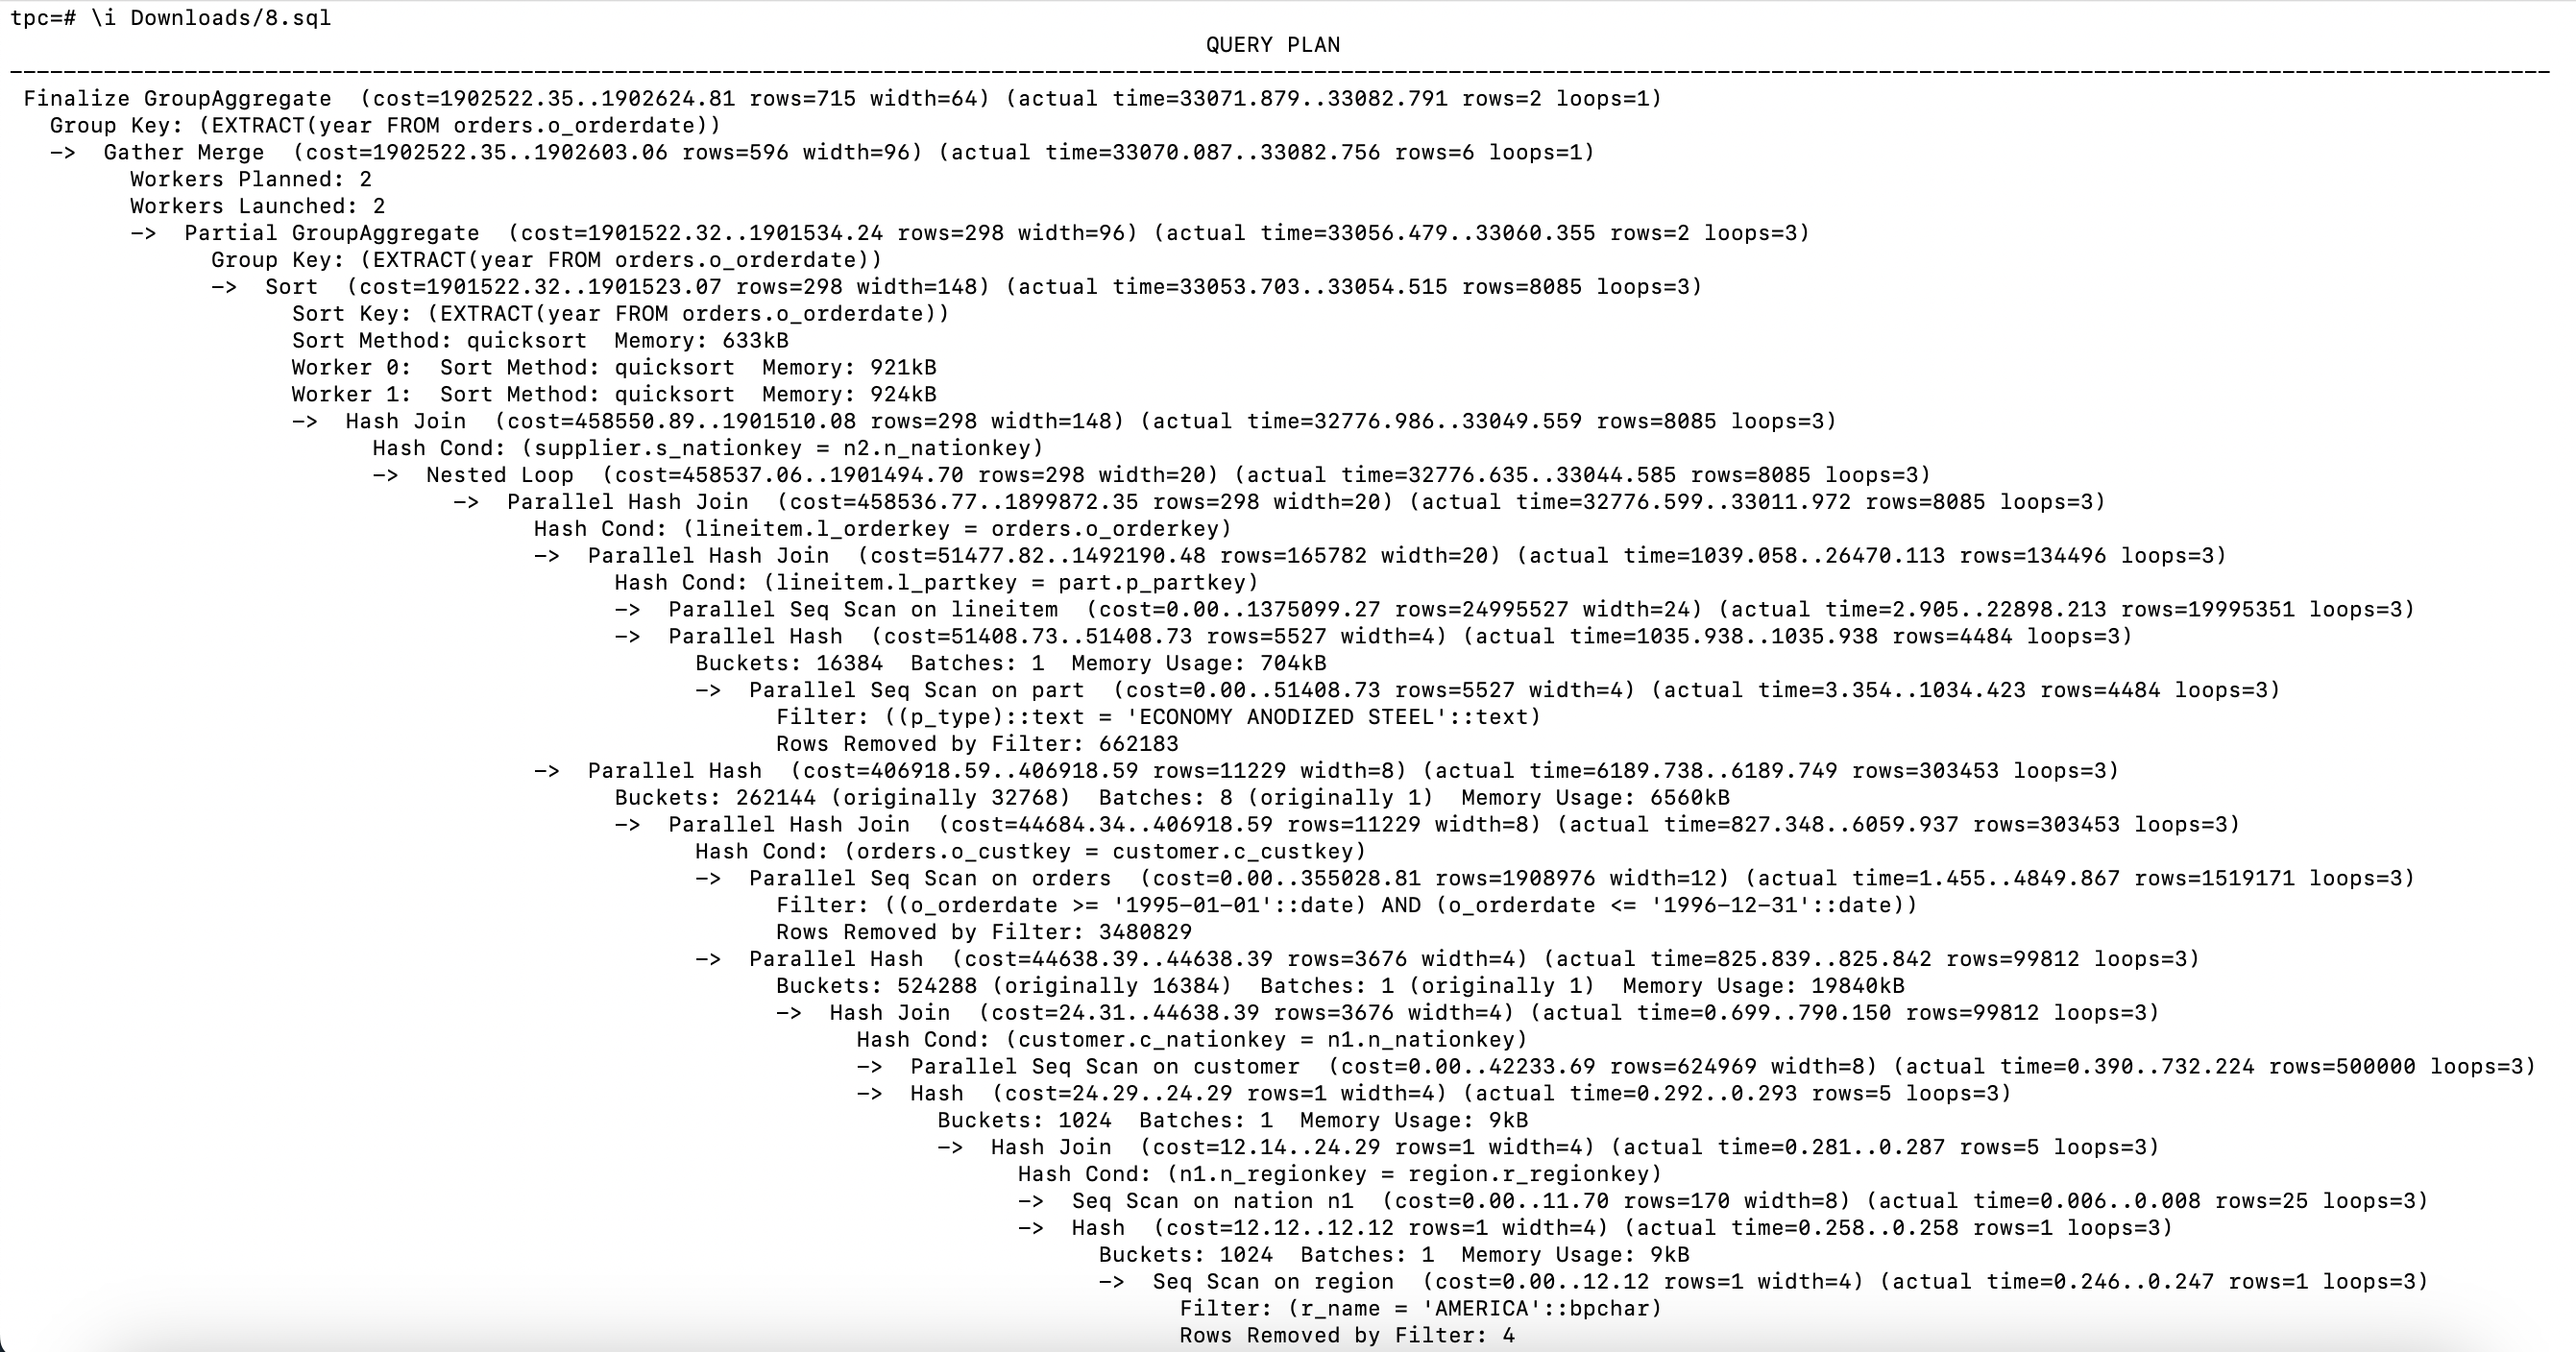 tpc=# \i Downloads/8.sql
QUERY PLAN
-----------------------------------------------------------------------------------------------------------------------------------------------------------------------------------------------
Finalize GroupAggregate  (cost=1902522.35..1902624.81 rows=715 width=64) (actual time=33071.879..33082.791 rows=2 loops=1)
Group Key: (EXTRACT(year FROM orders.o_orderdate))
->  Gather Merge  (cost=1902522.35..1902603.06 rows=596 width=96) (actual time=33070.087..33082.756 rows=6 loops=1)
Workers Planned: 2
Workers Launched: 2
->  Partial GroupAggregate  (cost=1901522.32..1901534.24 rows=298 width=96) (actual time=33056.479..33060.355 rows=2 loops=3)
Group Key: (EXTRACT(year FROM orders.o_orderdate))
->  Sort  (cost=1901522.32..1901523.07 rows=298 width=148) (actual time=33053.703..33054.515 rows=8085 loops=3)
Sort Key: (EXTRACT(year FROM orders.o_orderdate))
Sort Method: quicksort  Memory: 633kB
Worker 0:  Sort Method: quicksort  Memory: 921kB
Worker 1:  Sort Method: quicksort  Memory: 924kB
->  Hash Join  (cost=458550.89..1901510.08 rows=298 width=148) (actual time=32776.986..33049.559 rows=8085 loops=3)
Hash Cond: (supplier.s_nationkey = n2.n_nationkey)
->  Nested Loop  (cost=458537.06..1901494.70 rows=298 width=20) (actual time=32776.635..33044.585 rows=8085 loops=3)
->  Parallel Hash Join  (cost=458536.77..1899872.35 rows=298 width=20) (actual time=32776.599..33011.972 rows=8085 loops=3)
Hash Cond: (lineitem.l_orderkey = orders.o_orderkey)
->  Parallel Hash Join  (cost=51477.82..1492190.48 rows=165782 width=20) (actual time=1039.058..26470.113 rows=134496 loops=3)
Hash Cond: (lineitem.l_partkey = part.p_partkey)
->  Parallel Seq Scan on lineitem  (cost=0.00..1375099.27 rows=24995527 width=24) (actual time=2.905..22898.213 rows=19995351 loops=3)
->  Parallel Hash  (cost=51408.73..51408.73 rows=5527 width=4) (actual time=1035.938..1035.938 rows=4484 loops=3)
Buckets: 16384  Batches: 1  Memory Usage: 704kB
->  Parallel Seq Scan on part  (cost=0.00..51408.73 rows=5527 width=4) (actual time=3.354..1034.423 rows=4484 loops=3)
Filter: ((p_type)::text = 'ECONOMY ANODIZED STEEL'::text)
Rows Removed by Filter: 662183
->  Parallel Hash  (cost=406918.59..406918.59 rows=11229 width=8) (actual time=6189.738..6189.749 rows=303453 loops=3)
Buckets: 262144 (originally 32768)  Batches: 8 (originally 1)  Memory Usage: 6560kB
->  Parallel Hash Join  (cost=44684.34..406918.59 rows=11229 width=8) (actual time=827.348..6059.937 rows=303453 loops=3)
Hash Cond: (orders.o_custkey = customer.c_custkey)
->  Parallel Seq Scan on orders  (cost=0.00..355028.81 rows=1908976 width=12) (actual time=1.455..4849.867 rows=1519171 loops=3)
Filter: ((o_orderdate >= '1995-01-01'::date) AND (o_orderdate <= '1996-12-31'::date))
Rows Removed by Filter: 3480829
->  Parallel Hash  (cost=44638.39..44638.39 rows=3676 width=4) (actual time=825.839..825.842 rows=99812 loops=3)
Buckets: 524288 (originally 16384)  Batches: 1 (originally 1)  Memory Usage: 19840kB
->  Hash Join  (cost=24.31..44638.39 rows=3676 width=4) (actual time=0.699..790.150 rows=99812 loops=3)
Hash Cond: (customer.c_nationkey = n1.n_nationkey)
->  Parallel Seq Scan on customer  (cost=0.00..42233.69 rows=624969 width=8) (actual time=0.390..732.224 rows=500000 loops=3)
->  Hash  (cost=24.29..24.29 rows=1 width=4) (actual time=0.292..0.293 rows=5 loops=3)
Buckets: 1024  Batches: 1  Memory Usage: 9kB
->  Hash Join  (cost=12.14..24.29 rows=1 width=4) (actual time=0.281..0.287 rows=5 loops=3)
Hash Cond: (n1.n_regionkey = region.r_regionkey)
->  Seq Scan on nation n1  (cost=0.00..11.70 rows=170 width=8) (actual time=0.006..0.008 rows=25 loops=3)
->  Hash  (cost=12.12..12.12 rows=1 width=4) (actual time=0.258..0.258 rows=1 loops=3)
Buckets: 1024  Batches: 1  Memory Usage: 9kB
->  Seq Scan on region  (cost=0.00..12.12 rows=1 width=4) (actual time=0.246..0.247 rows=1 loops=3)
Filter: (r_name = 'AMERICA'::bpchar)
Rows Removed by Filter: 4